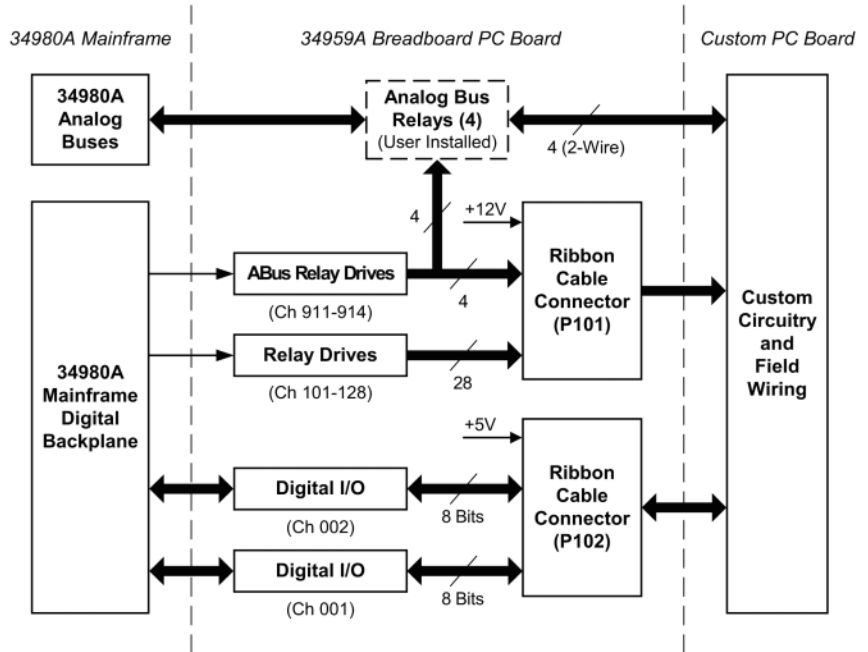 34980A Mainframe
34959A Breadboard PC Board
Custom PC Board
34980A
Analog
Buses
Analog Bus
Relays (4)
(User Installed)
4 (2-Wire)
4
+12V
ABus Relay Drives
(Ch 911-914)
4
Relay Drives
(Ch 101-128)
28
Ribbon
Cable
Connector
(P101)
34980A
Mainframe
Digital
Backplane
Custom
Circuitry
and
Field
Wiring
+5V
Digital I/O
(Ch 002)
8 Bits
Digital I/O
(Ch 001)
8 Bits
Ribbon
Cable
Connector
(P102)